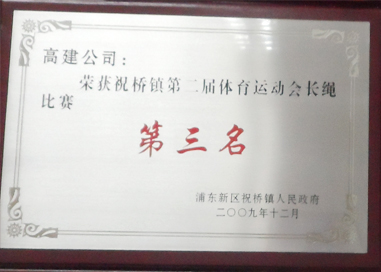 高建公司：
荣获祝桥镇第二届体育运动会长绳
比赛
第三名
浦东新区祝桥镇人民政府
二〇〇九年十二月